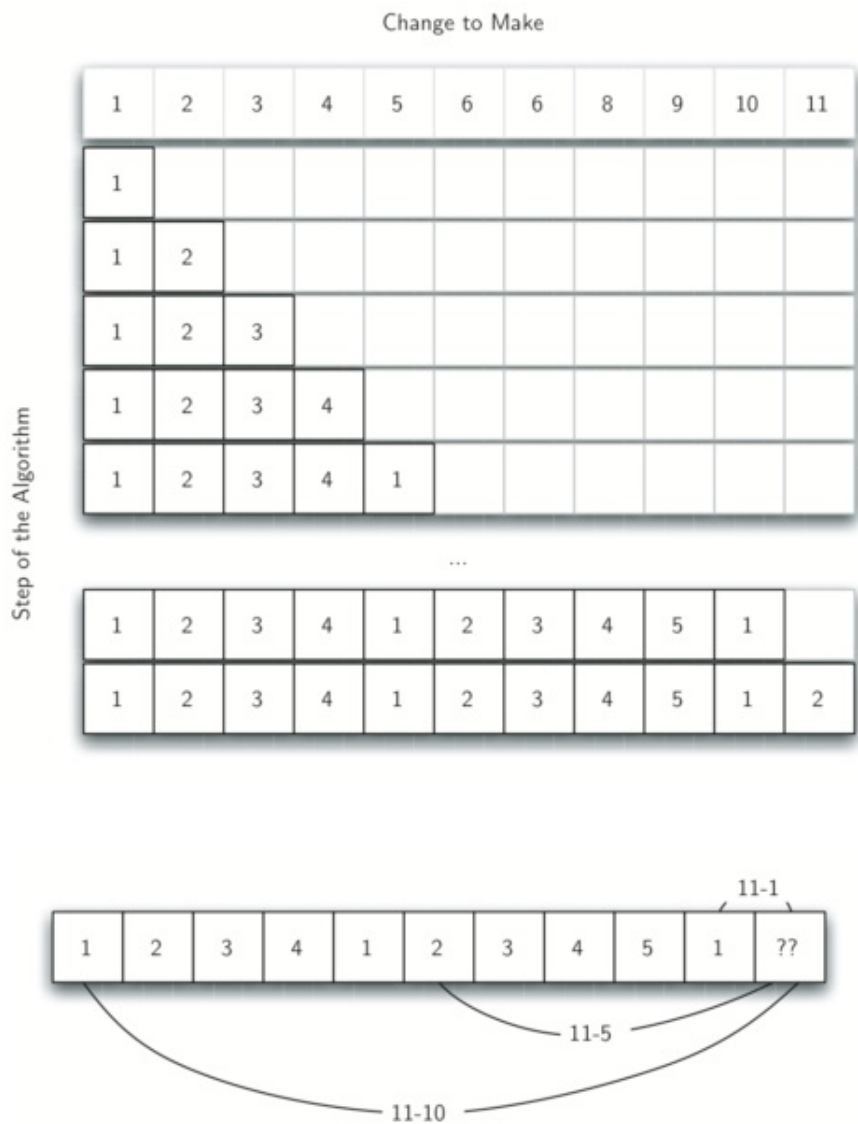 Change to Make
1 2 3 4 5 6 6 8 9 10 11
1
1 2
1 2 3
1 2 3 4
1 2 3 4 1
Step of the Algorithm
...
1 2 3 4 1 2 3 4 5 1
1 2 3 4 1 2 3 4 5 1 2
11-1
1 2 3 4 1 2 3 4 5 1 ??
11-5
11-10